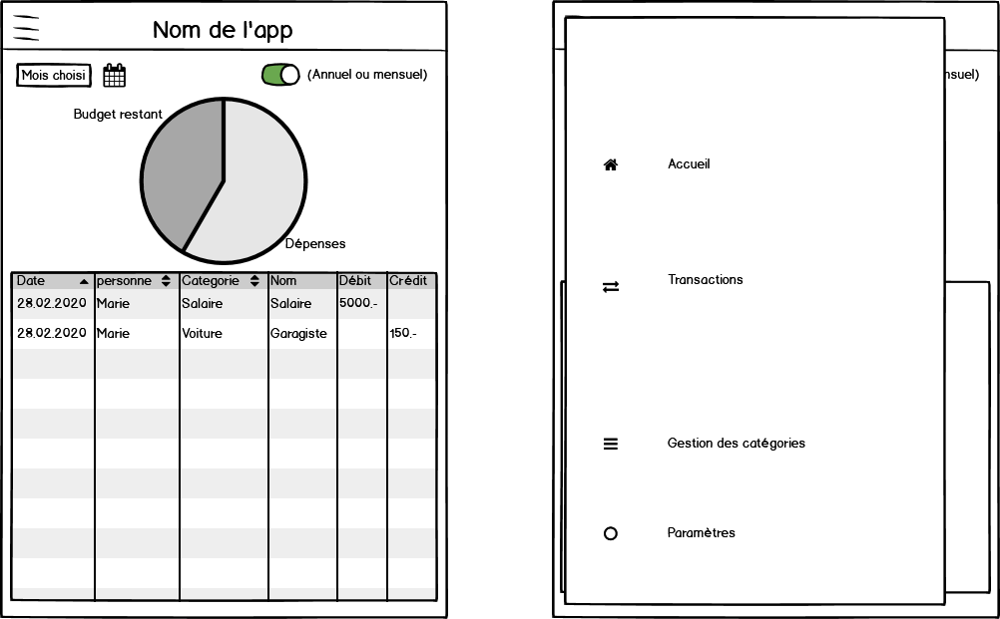 Nom de l'app
Mois choisi
(Annuel ou mensuel)
Budget restant
Dépenses
Date personne Categorie Nom Débit Crédit
28.02.2020 Marie Salaire Salaire 5000.-
28.02.2020 Marie Voiture Garagiste 150.-
nsuel)
Accueil
Transactions
Gestion des catégories
Paramètres